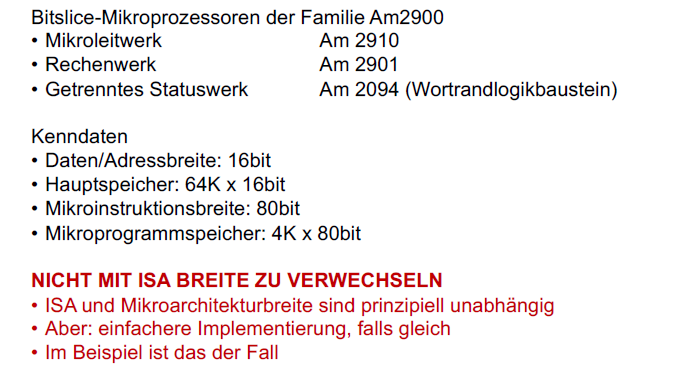 Bitslice-Mikroprozessoren der Familie Am2900
• Mikroleitwerk Am 2910
• Rechenwerk Am 2901
• Getrenntes Statuswerk Am 2094 (Wortrandlogikbaustein)
Kenndaten
• Daten/Adressbreite: 16bit
• Hauptspeicher: 64K x 16bit
• Mikroinstruktionsbreite: 80bit
• Mikroprogrammspeicher: 4K x 80bit
NICHT MIT ISA BREITE ZU VERWECHSELN
• ISA und Mikroarchitekturbreite sind prinzipiell unabhängig
• Aber: einfachere Implementierung, falls gleich
• Im Beispiel ist das der Fall